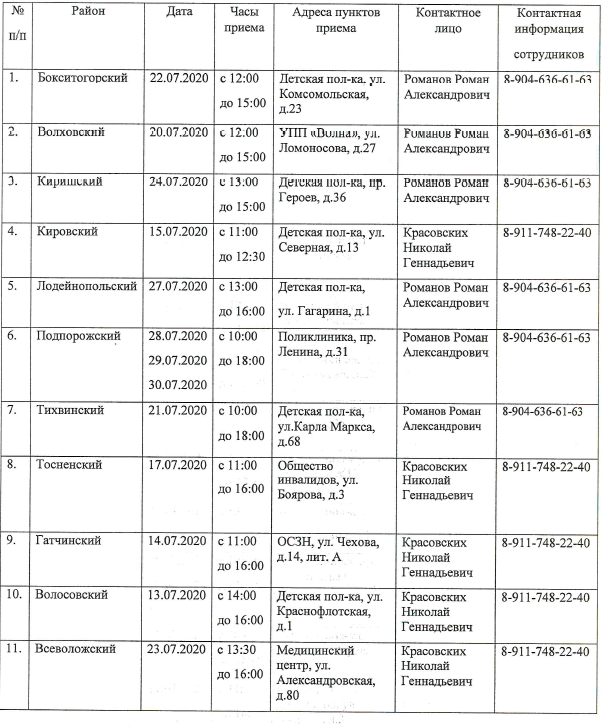 № Район Дата Часы Адреса пунктов Контактное Контактная
п/п приема приема лицо информация
сотрудников
1. Бокситогорский 22.07.2020 с 12:00 Детская пол-ка, ул. Романов Роман 8-904-636-61-63
до 15:00 Комсомольская, Александрович
д.23
2. Волховский 20.07.2020 с 12:00 УПП «Волна», ул. Романов Роман 8-904-636-61-63
до 15:00 Ломоносова, д.27 Александрович
3. Киришский 24.07.2020 с 13:00 Детская пол-ка, пр. Романов Роман 8-904-636-61-63
до 15:00 Героев, д.36 Александрович
4. Кировский 15.07.2020 с 11:00 Детская пол-ка, ул. Красовских 8-911-748-22-40
до 12:30 Северная, д.13 Николай
Геннадьевич
5. Лодейнопольский 27.07.2020 с 13:00 Детская пол-ка, Романов Роман 8-904-636-61-63
до 16:00 ул. Гагарина, д.1 Александрович
6. Подпорожский 28.07.2020 с 10:00 Поликлиника, пр. Романов Роман 8-904-636-61-63
29.07.2020 до 18:00 Ленина, д.31 Александрович
30.07.2020
7. Тихвинский 21.07.2020 с 10:00 Детская пол-ка, Романов Роман 8-904-636-61-63
до 18:00 ул.Карла Маркса, Александрович
д.68
8. Тосненский 17.07.2020 с 11:00 Общество Красовских 8-911-748-22-40
до 16:00 инвалидов, ул. Николай
Боярова, д.3 Геннадьевич
9. Гатчинский 14.07.2020 с 11:00 ОСЗН, ул. Чехова, Красовских 8-911-748-22-40
до 16:00 д.14, лит. А Николай
Геннадьевич
10. Волосовский 13.07.2020 с 14:00 Детская пол-ка, ул. Красовских 8-911-748-22-40
до 16:00 Краснофлотская, Николай
д.1 Геннадьевич
11. Всеволожский 23.07.2020 с 13:30 Медицинский Красовских 8-911-748-22-40
до 16:00 центр, ул. Николай
Александровская, Геннадьевич
д.80